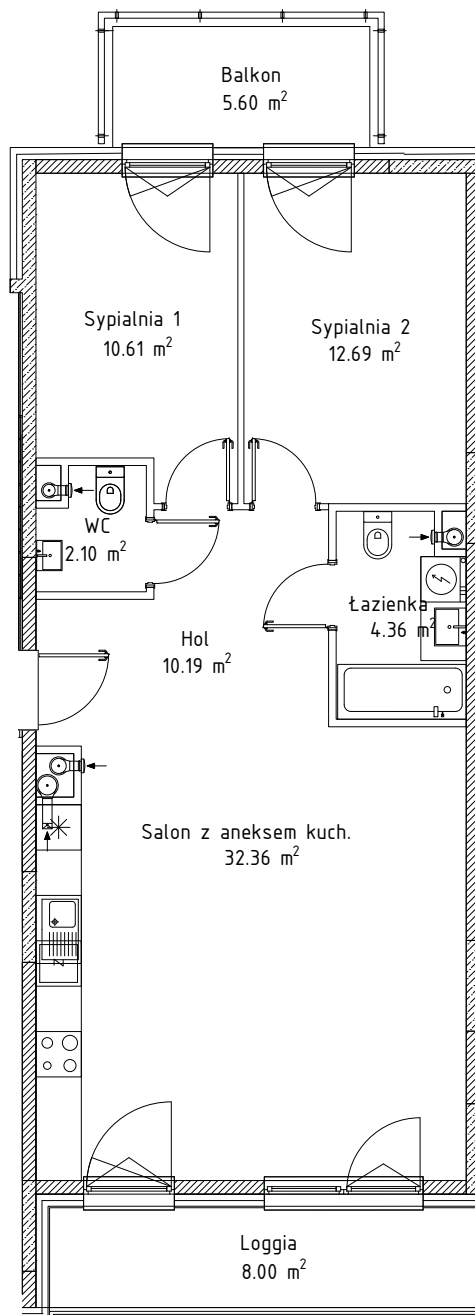 Balkon
5.60 m²
Sypialnia 1
10.61 m²
Sypialnia 2
12.69 m²
WC
2.10 m²
Łazienka
4.36 m²
Hol
10.19 m²
Salon z aneksem kuch.
32.36 m²
Z
Loggia
8.00 m²